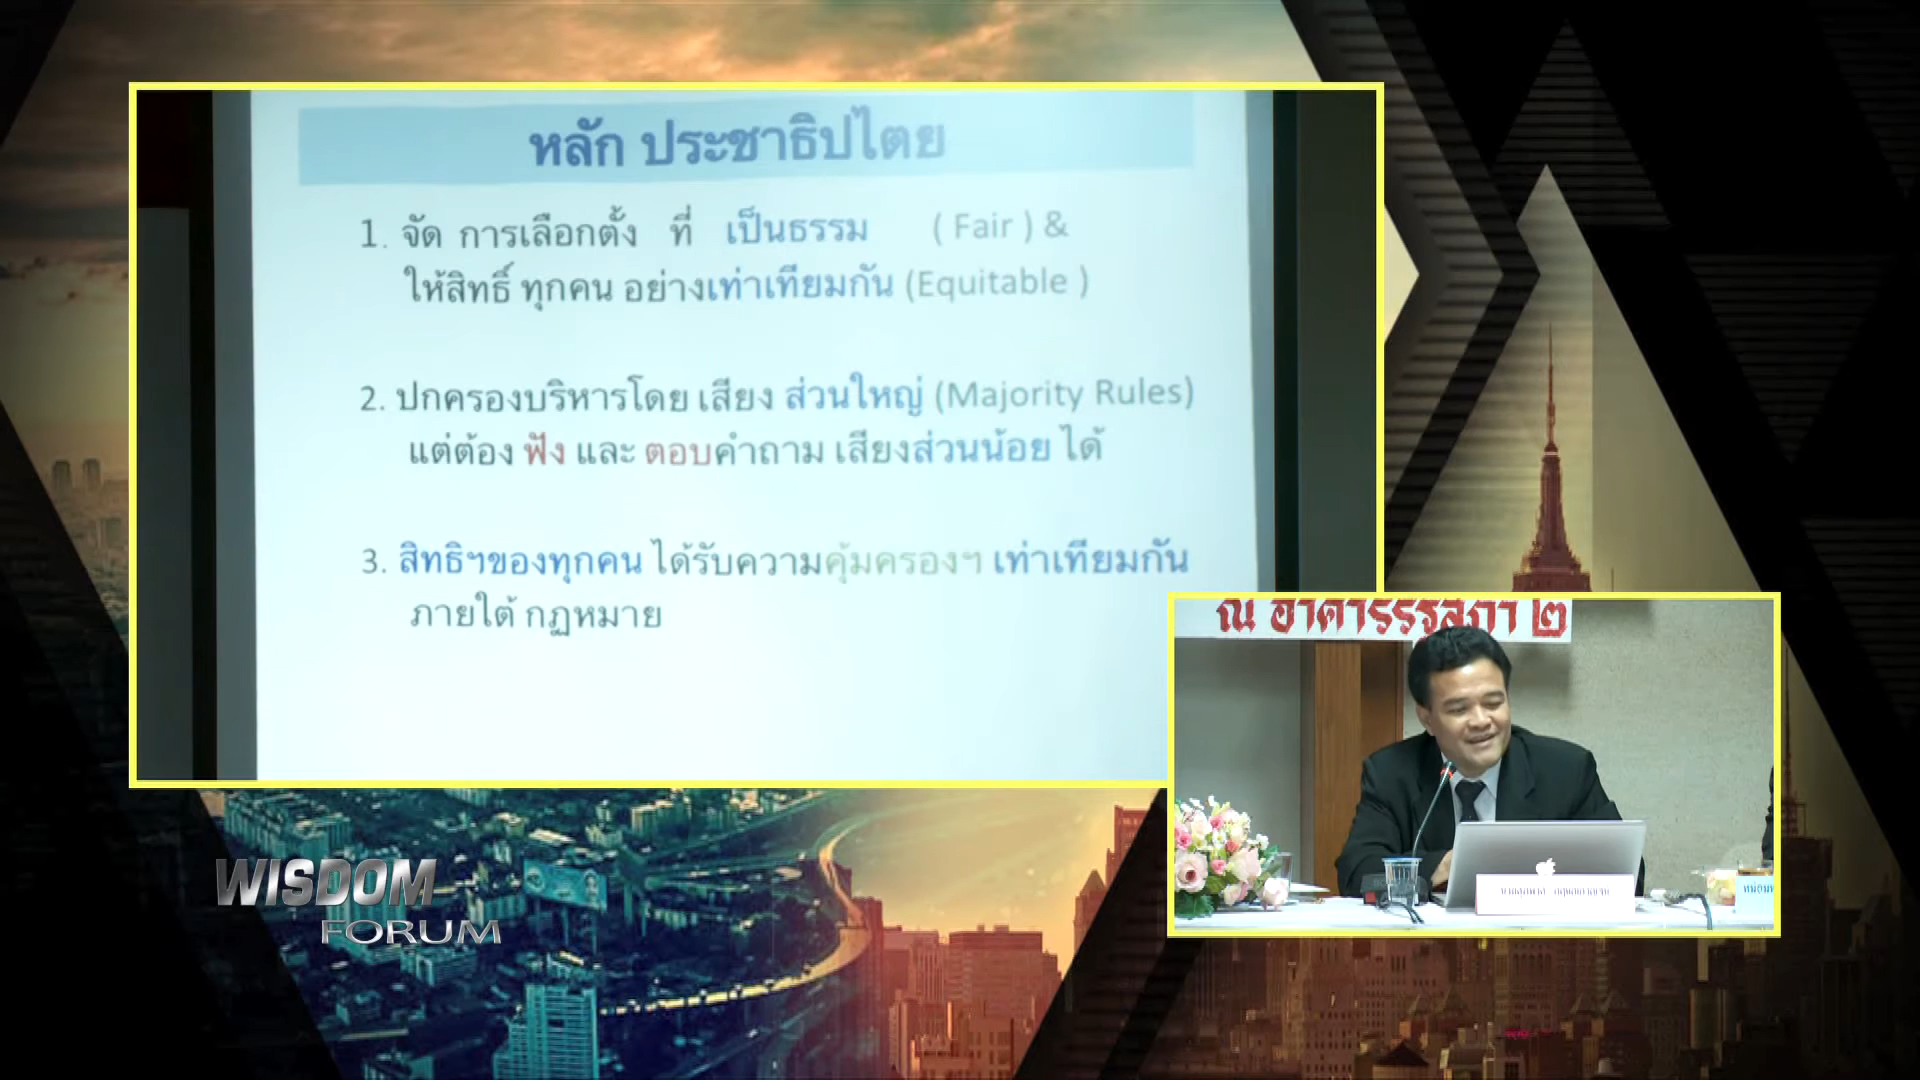 หลัก ประชาธิปไตย
1. จัด การเลือกตั้ง ที่ เป็นธรรม ( Fair ) &
ให้สิทธิ์ ทุกคน อย่างเท่าเทียมกัน (Equitable )
2. ปกครองบริหารโดย เสียง ส่วนใหญ่ (Majority Rules)
แต่ต้อง ฟัง และ ตอบคำถาม เสียงส่วนน้อย ได้
3. สิทธิฯของทุกคน ได้รับความคุ้มครองฯ เท่าเทียมกัน
ภายใต้ กฎหมาย
ณ อาคารรัฐสภา ๒
WISDOM
FORUM